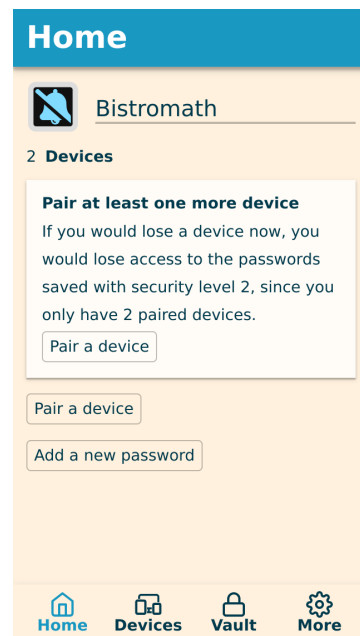 Home
Bistromath
2 Devices
Pair at least one more device
If you would lose a device now, you
would lose access to the passwords
saved with security level 2, since you
only have 2 paired devices.
Pair a device
Pair a device
Add a new password
Home Devices Vault More